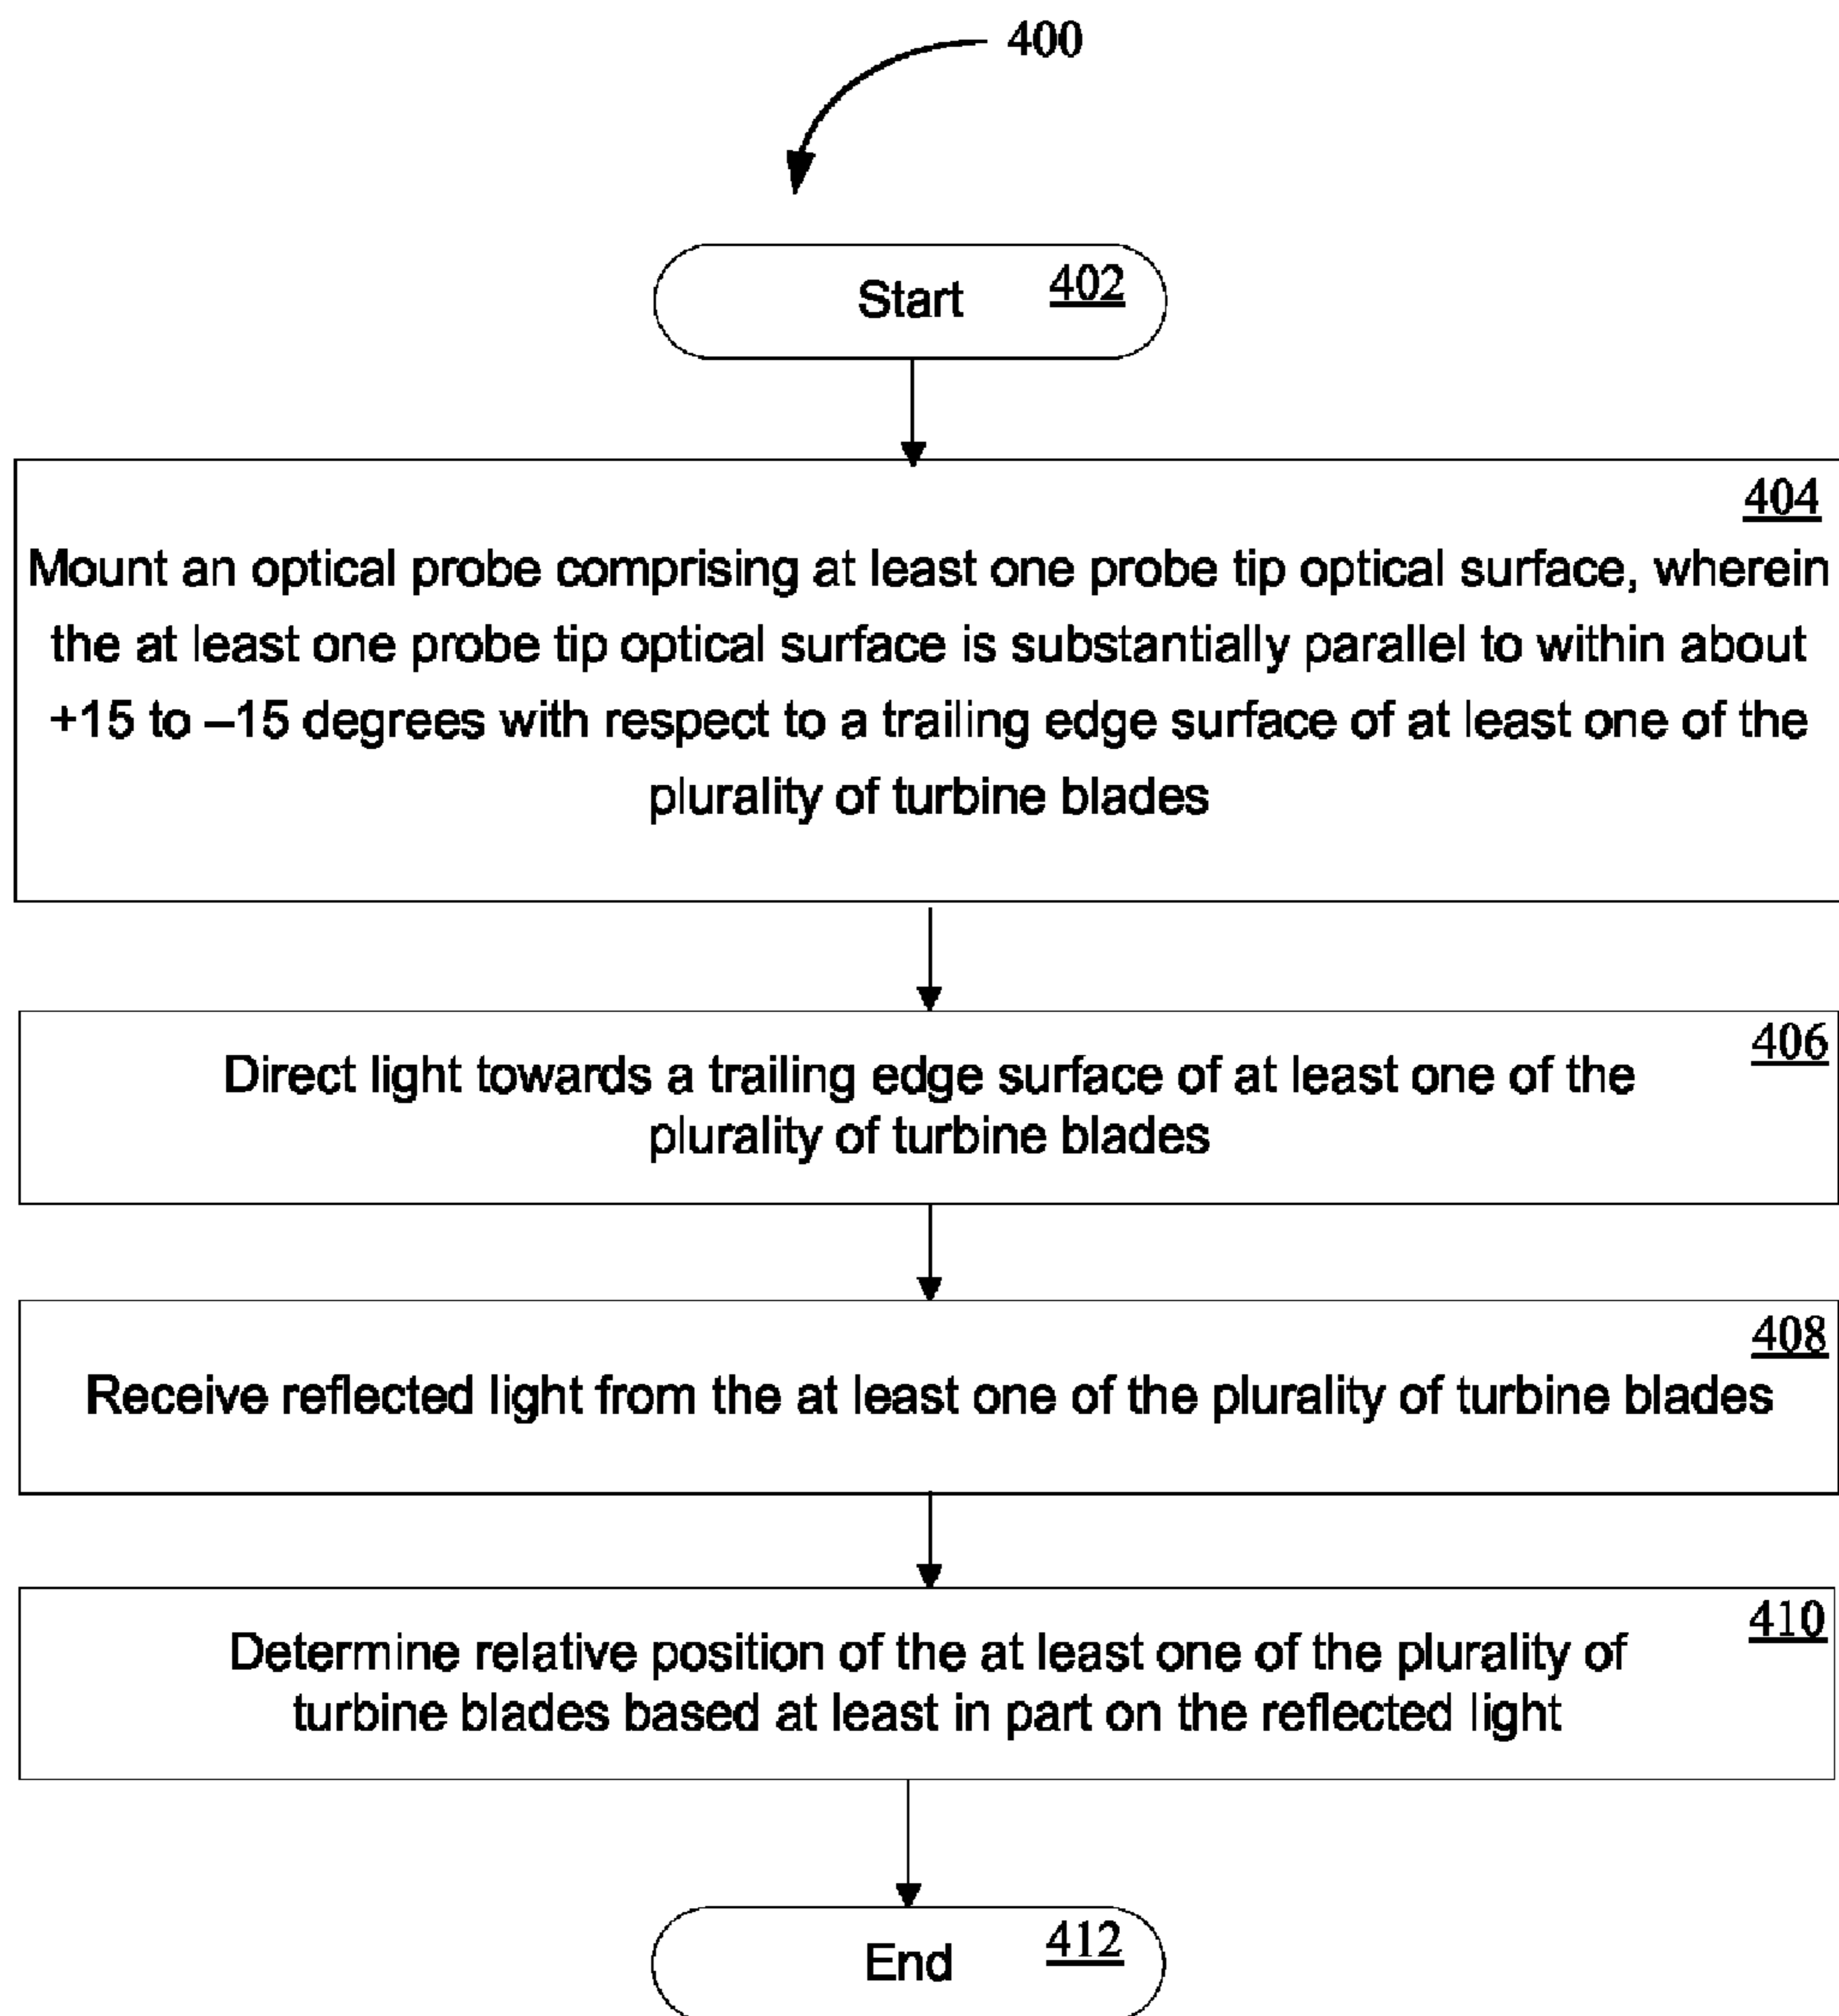 400
Start 402
404
Mount an optical probe comprising at least one probe tip optical surface, wherein
the at least one probe tip optical surface is substantially parallel to within about
+15 to –15 degrees with respect to a trailing edge surface of at least one of the
plurality of turbine blades
406
Direct light towards a trailing edge surface of at least one of the
plurality of turbine blades
408
Receive reflected light from the at least one of the plurality of turbine blades
410
Determine relative position of the at least one of the plurality of
turbine blades based at least in part on the reflected light
End 412